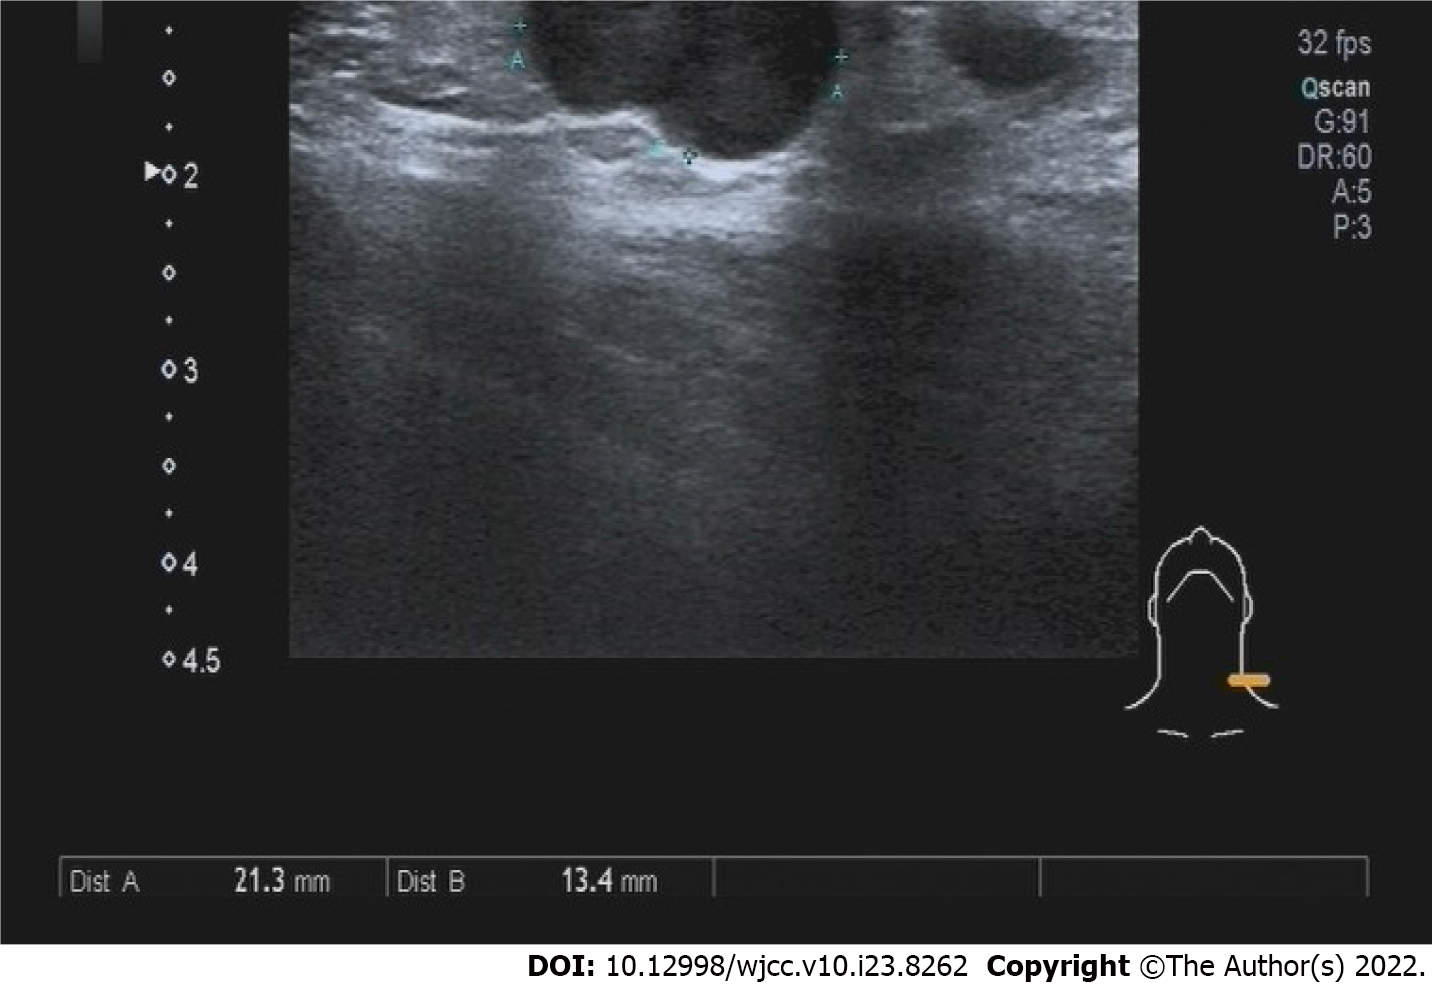 32 fps
Qscan
G:91
DR:60
A:5
P:3
A
A
2
3
4
4.5
Dist A 21.3 mm Dist B 13.4 mm
DOI: 10.12998/wjcc.v10.i23.8262 Copyright ©The Author(s) 2022.